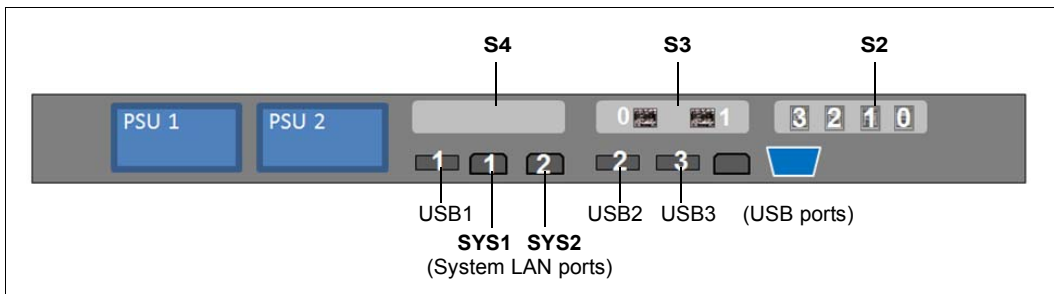 S4 S3 S2
PSU 1 PSU 2 0 1 3 2 1 0
1 1 2 2 3
USB1 USB2 USB3 (USB ports)
SYS1 SYS2
(System LAN ports)